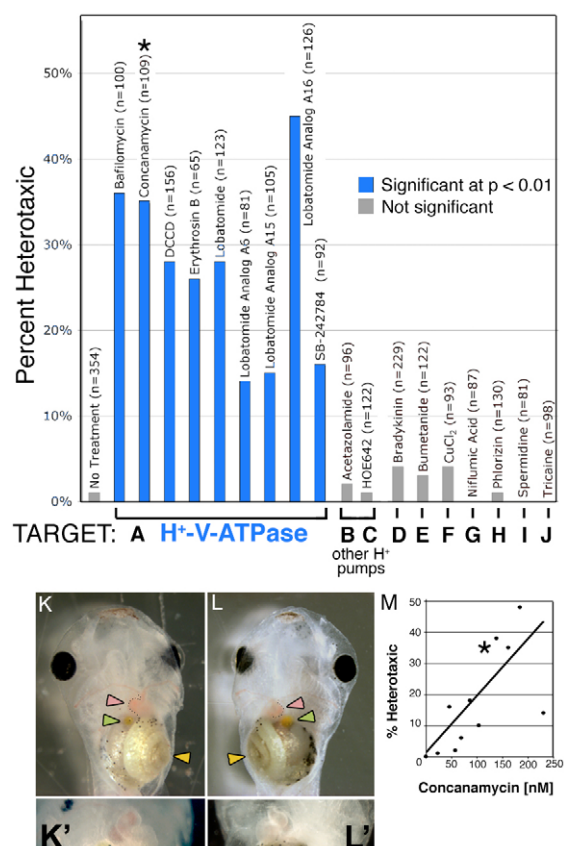 Percent Heterotaxic
50%
40%
30%
20%
10%
0%
No Treatment (n=354)
Bafilomycin (n=100)
*
Concanamycin (n=109)
DCCD (n=156)
Erythrosin B (n=65)
Lobatomide (n=123)
Lobatomide Analog A6 (n=81)
Lobatomide Analog A15 (n=105)
Lobatomide Analog A16 (n=126)
SB-242784 (n=92)
Acetazolamide (n=96)
HOE642 (n=122)
Bradykinin (n=229)
Bumetanide (n=122)
CuCl₂ (n=93)
Niflumic Acid (n=87)
Phlorizin (n=130)
Spermidine (n=81)
Tricaine (n=98)
Significant at p < 0.01
Not significant
TARGET: A H⁺-V-ATPase B C D E F G H I J
other H⁺
pumps
K
L
M
% Heterotaxic
50
40
30
20
10
*
0 50 100 150 200 250
Concanamycin [nM]
K'
L'